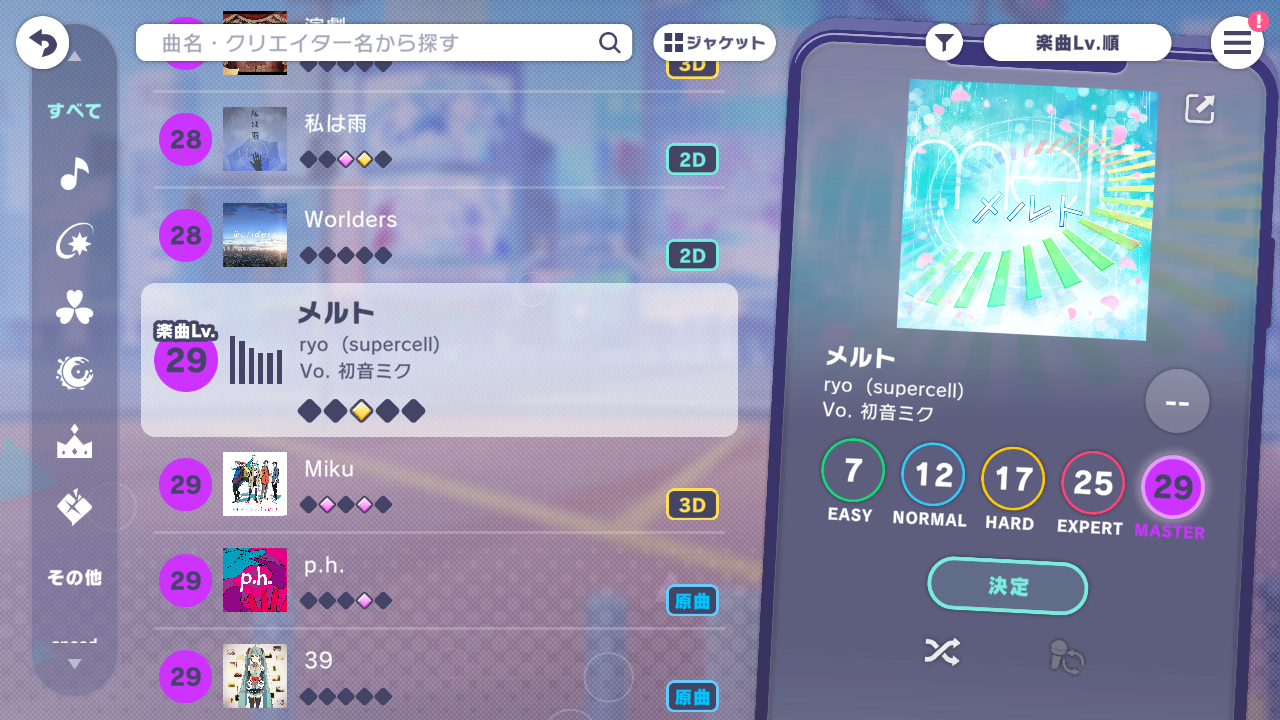 演劇
曲名・クリエイター名から探す
ジャケット
楽曲Lv.順
!
3D
すべて
28
私は雨
2D
28
Worlders
2D
楽曲Lv.
29
メルト
ryo（supercell）
Vo. 初音ミク
29
Miku
3D
29
p.h.
p.h.
原曲
29
39
原曲
その他
メルト
メルト
ryo（supercell）
Vo. 初音ミク
--
7
12
17
25
29
EASY
NORMAL
HARD
EXPERT
MASTER
決定